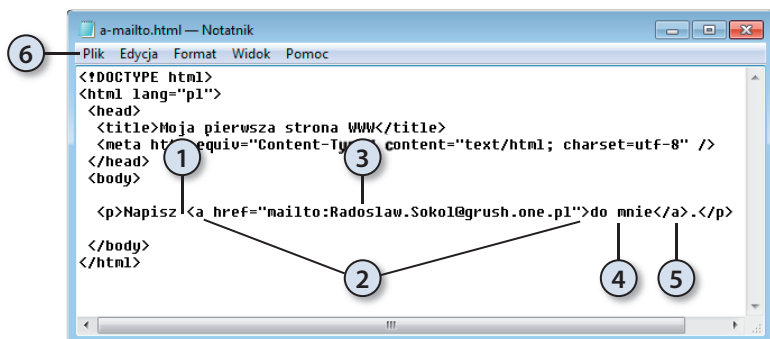 a-mailto.html — Notatnik
6
Plik Edycja Format Widok Pomoc
<!DOCTYPE html>
<html lang="pl">
<head>
<title>Moja pierwsza strona WWW</title>
<meta equiv="Content- content="text/html; charset=utf-8" />
1
3
</head>
<body>
<p>Napisz <a href="mailto:Radoslaw.Sokol@grush.one.pl">do mnie</a>.</p>
</body>
</html>
2
4
5